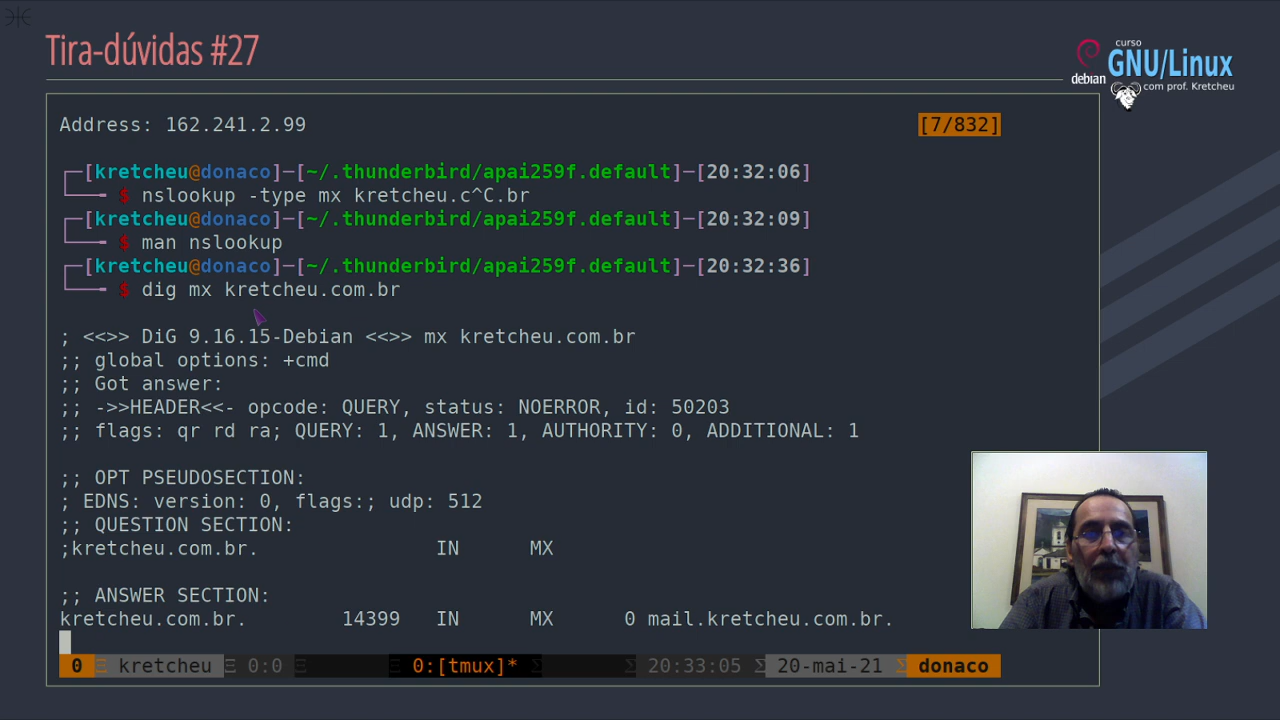 Tira-dúvidas #27
curso
GNU/Linux
debian
com prof. Kretcheu
Address: 162.241.2.99
[7/832]
┌─[kretcheu@donaco]─[~/.thunderbird/apai259f.default]─[20:32:06]
└──╼ $ nslookup -type mx kretcheu.c^C.br
┌─[kretcheu@donaco]─[~/.thunderbird/apai259f.default]─[20:32:09]
└──╼ $ man nslookup
┌─[kretcheu@donaco]─[~/.thunderbird/apai259f.default]─[20:32:36]
└──╼ $ dig mx kretcheu.com.br
; <<>> DiG 9.16.15-Debian <<>> mx kretcheu.com.br
;; global options: +cmd
;; Got answer:
;; ->>HEADER<<- opcode: QUERY, status: NOERROR, id: 50203
;; flags: qr rd ra; QUERY: 1, ANSWER: 1, AUTHORITY: 0, ADDITIONAL: 1
;; OPT PSEUDOSECTION:
; EDNS: version: 0, flags:; udp: 512
;; QUESTION SECTION:
;kretcheu.com.br. IN MX
;; ANSWER SECTION:
kretcheu.com.br. 14399 IN MX 0 mail.kretcheu.com.br.
0 Ξ kretcheu Ξ 0:0 Ξ 0:[tmux]* Σ Σ 20:33:05 Σ 20-mai-21 Σ donaco